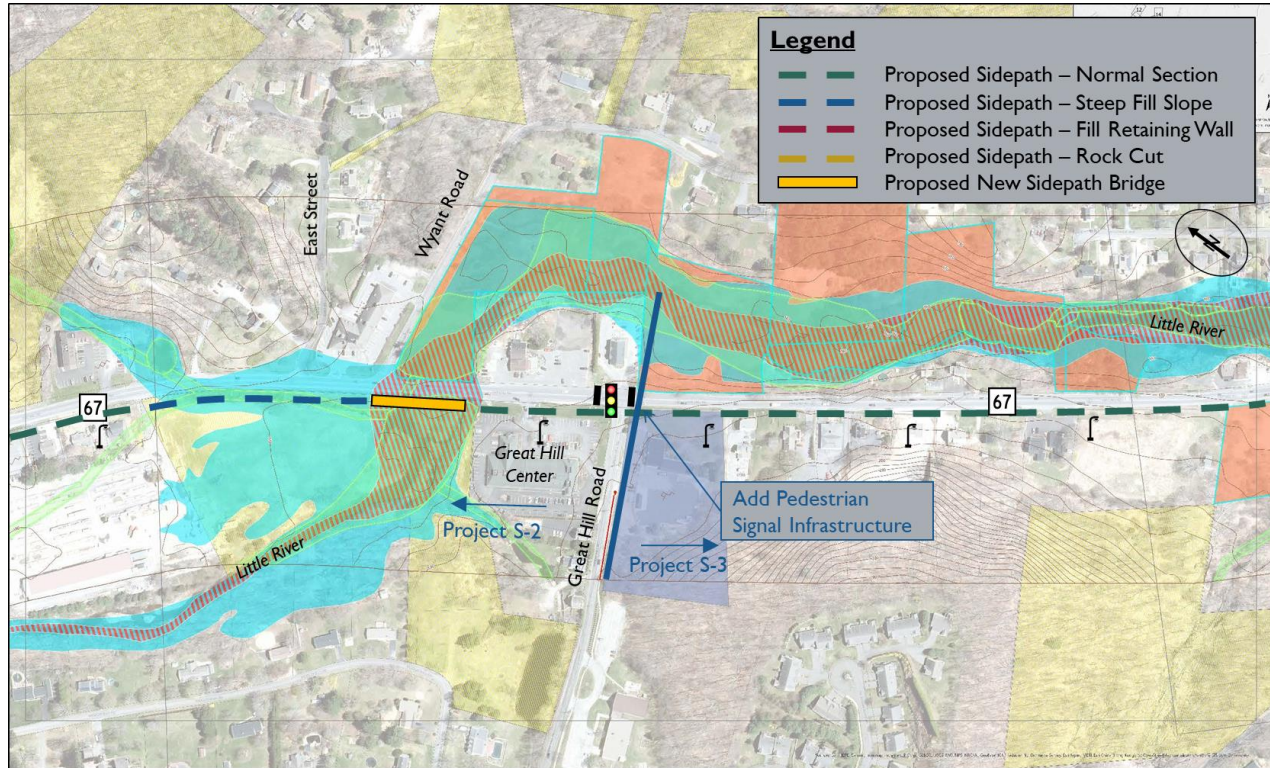 Legend
Proposed Sidepath – Normal Section
Proposed Sidepath – Steep Fill Slope
Proposed Sidepath – Fill Retaining Wall
Proposed Sidepath – Rock Cut
Proposed New Sidepath Bridge
N
East Street
Wyant Road
Little River
67
67
Great Hill
Center
Add Pedestrian
Signal Infrastructure
Project S-2
Great Hill Road
Project S-3
Little River